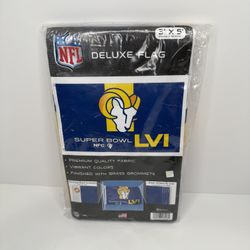 NFL
DELUXE FLAG
3' x 5'
SUPER BOWL
NFC
LVI
• PREMIUM QUALITY FABRIC
• VIBRANT COLORS
• FINISHED WITH BRASS GROMMETS